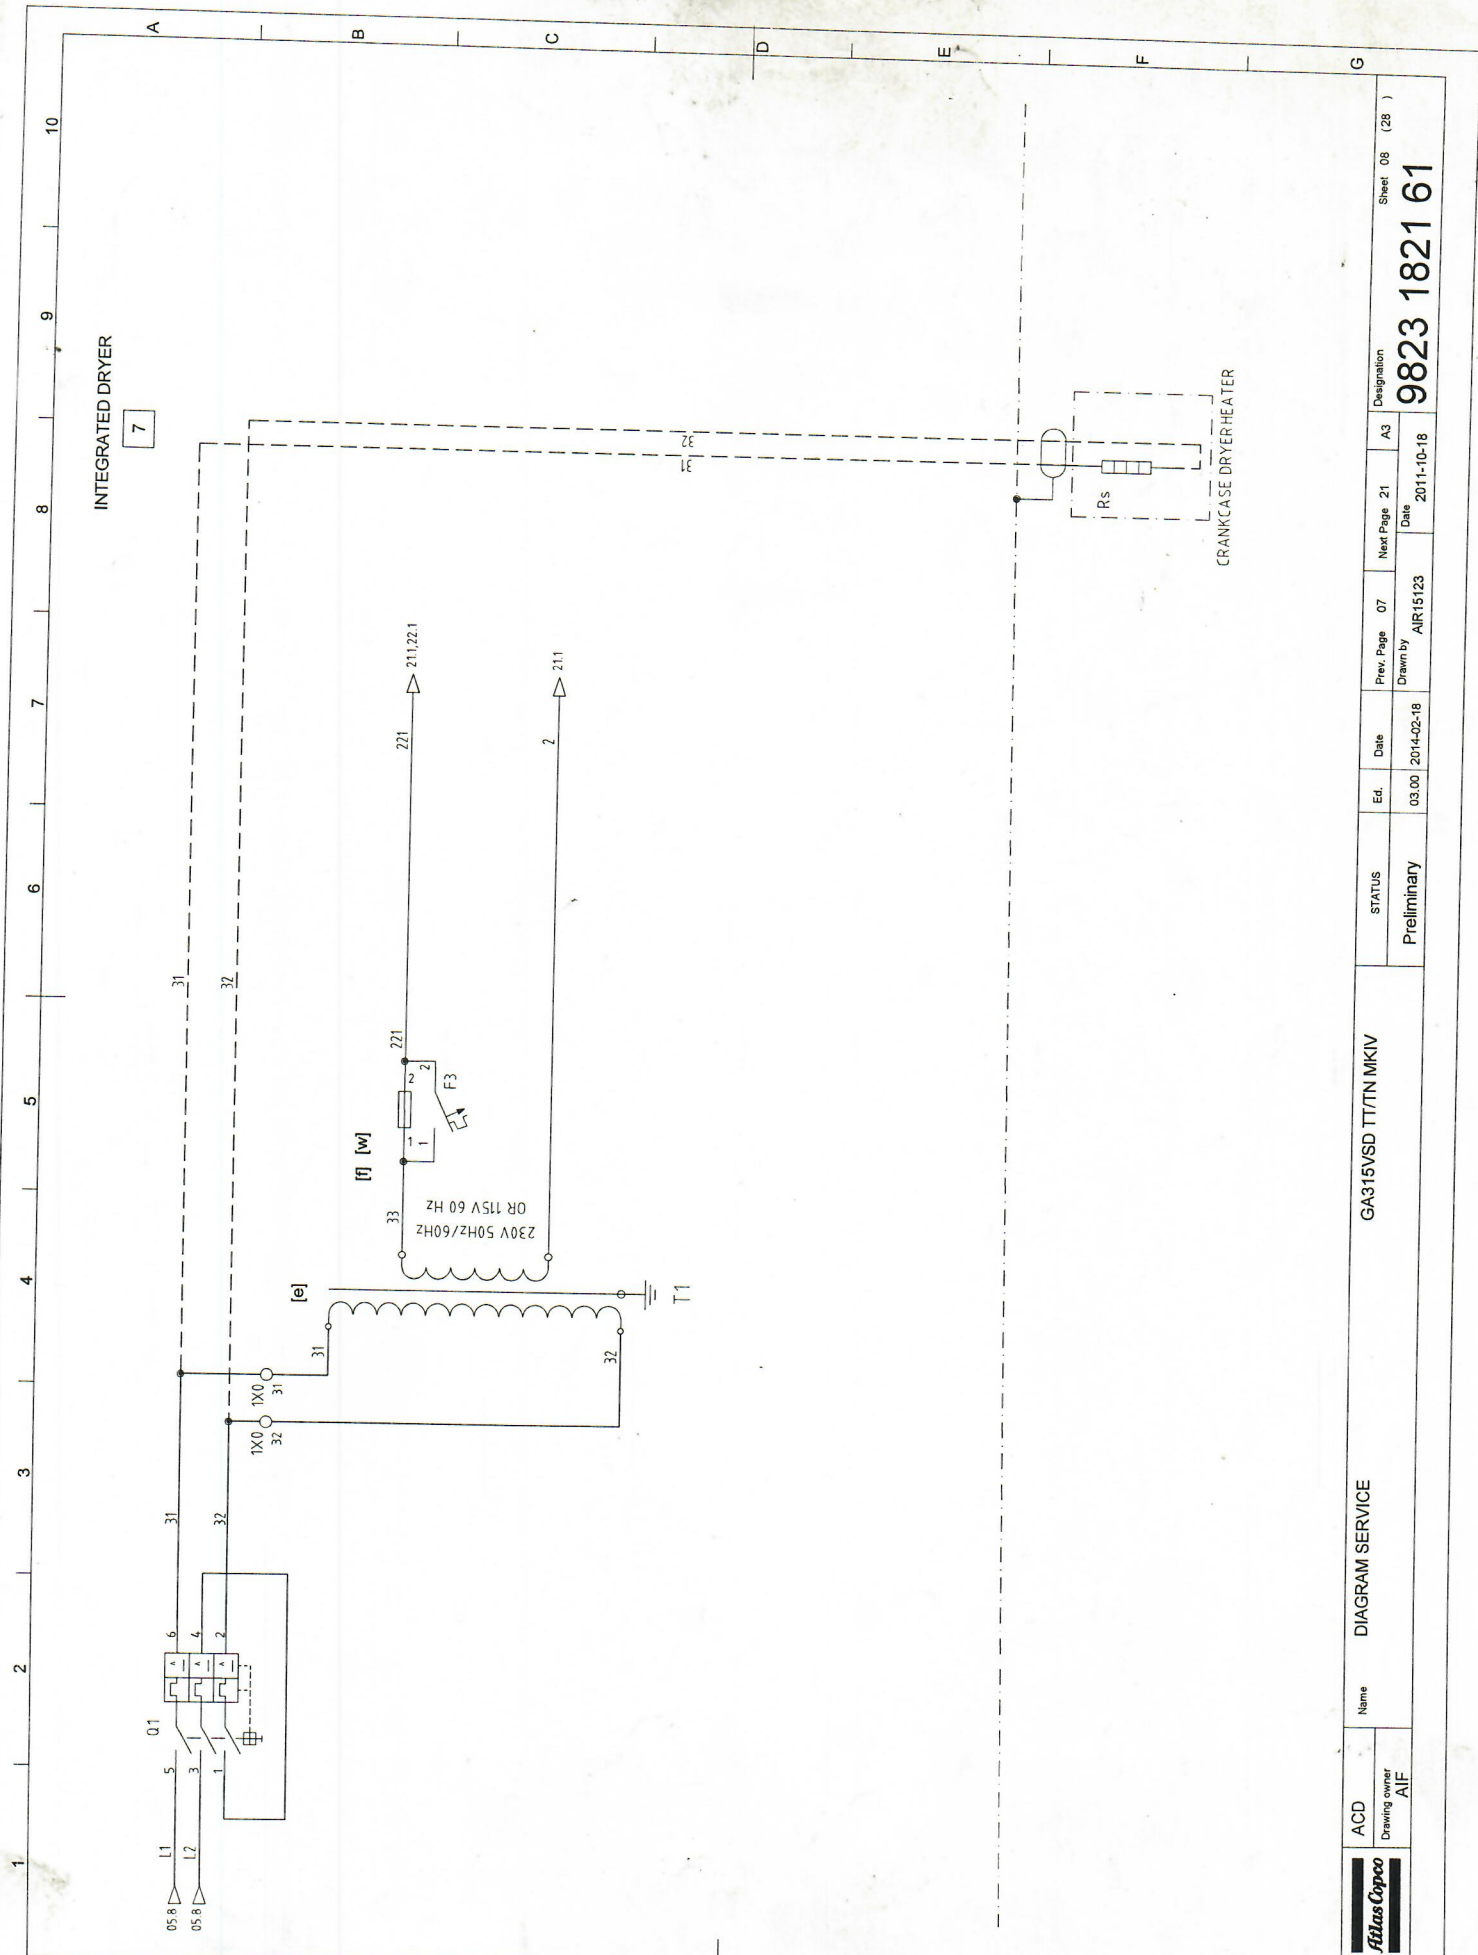 1
2
3
4
5
6
7
8
9
10
A
B
C
D
E
F
G
INTEGRATED DRYER
7
05.8
L1
05.8
L2
Q1
5
3
1
6
4
2
31
32
1X0
31
1X0
32
31
32
31
32
[e]
T1
230V 50Hz/60Hz
OR 115V 60 Hz
33
[f] [w]
1
2
1
2
F3
221
221
21.1,22.1
2
21.1
32
31
Rs
CRANKCASE DRYERHEATER
Atlas Copco
ACD
Drawing owner
AIF
Name
DIAGRAM SERVICE
GA315VSD TT/TN MKIV
STATUS
Preliminary
Ed.
03.00
Date
2014-02-18
Prev. Page 07
Next Page 21
A3
Drawn by
AIR15123
Date
2011-10-18
Designation
Sheet 08 (28 )
9823 1821 61